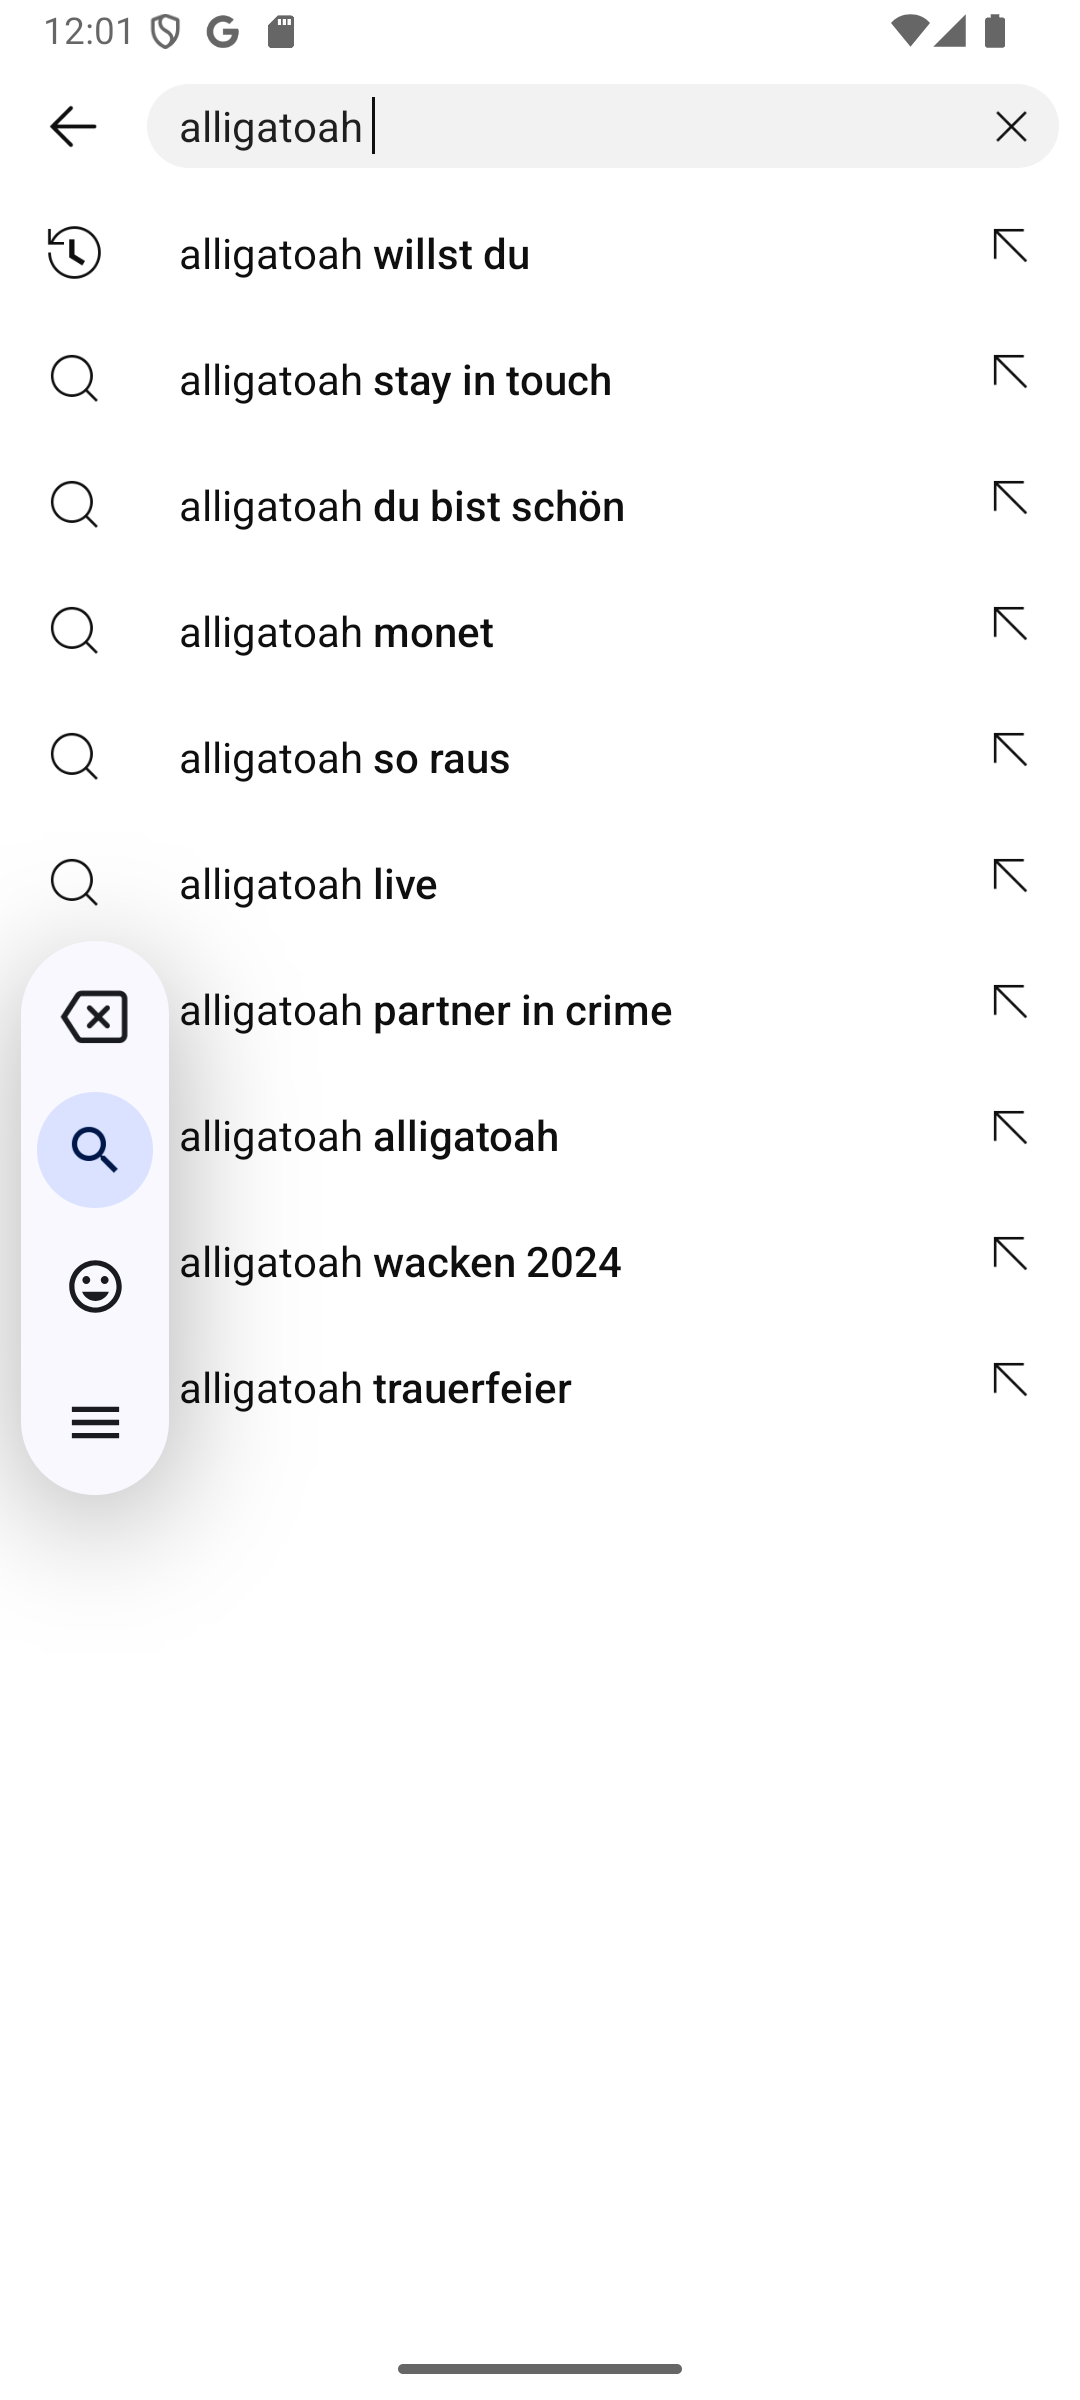 12:01
alligatoah
alligatoah willst du
alligatoah stay in touch
alligatoah du bist schön
alligatoah monet
alligatoah so raus
alligatoah live
alligatoah partner in crime
alligatoah alligatoah
alligatoah wacken 2024
alligatoah trauerfeier